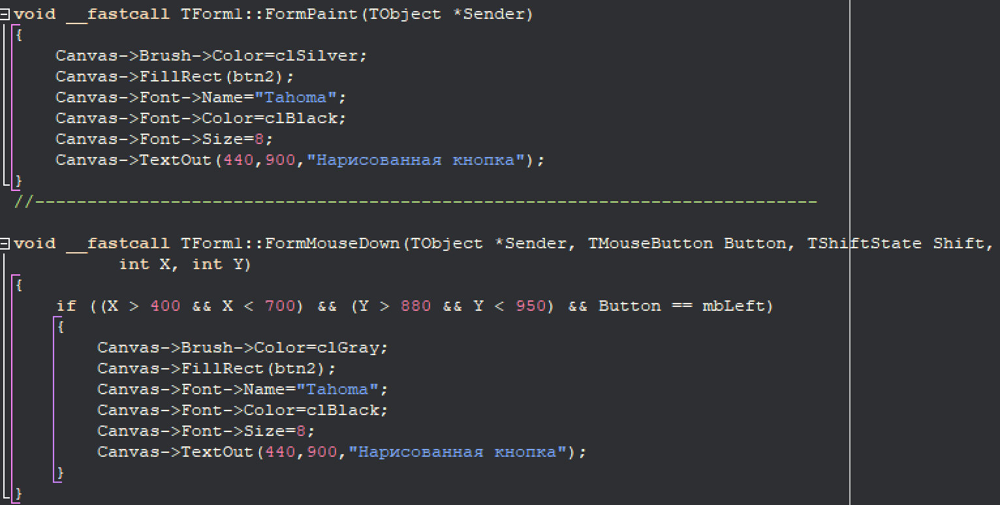 void __fastcall TForm1::FormPaint(TObject *Sender)
{
Canvas->Brush->Color=clSilver;
Canvas->FillRect(btn2);
Canvas->Font->Name="Tahoma";
Canvas->Font->Color=clBlack;
Canvas->Font->Size=8;
Canvas->TextOut(440,900,"Нарисованная кнопка");
}
//---------------------------------------------------------------------------
void __fastcall TForm1::FormMouseDown(TObject *Sender, TMouseButton Button, TShiftState Shift,
int X, int Y)
{
if ((X > 400 && X < 700) && (Y > 880 && Y < 950) && Button == mbLeft)
{
Canvas->Brush->Color=clGray;
Canvas->FillRect(btn2);
Canvas->Font->Name="Tahoma";
Canvas->Font->Color=clBlack;
Canvas->Font->Size=8;
Canvas->TextOut(440,900,"Нарисованная кнопка");
}
}